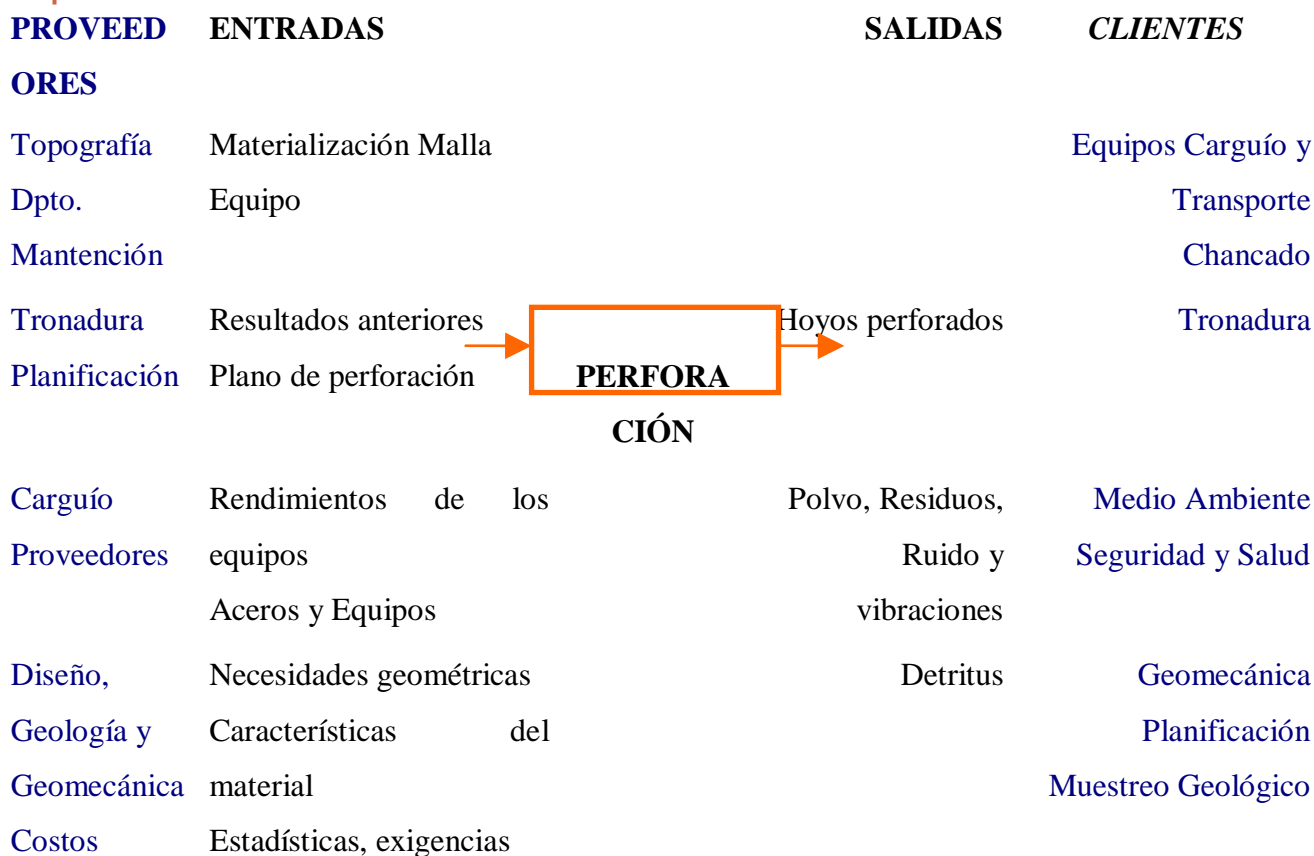 PROVEED ENTRADAS SALIDAS CLIENTES
ORES
Topografía Materialización Malla Equipos Carguío y
Dpto. Equipo Transporte
Mantención Chancado
Tronadura Resultados anteriores Hoyos perforados Tronadura
Planificación Plano de perforación PERFORA
CIÓN
Carguío Rendimientos de los Polvo, Residuos, Medio Ambiente
Proveedores equipos Ruido y Seguridad y Salud
Aceros y Equipos vibraciones
Diseño, Necesidades geométricas Detritus Geomecánica
Geología y Características del Planificación
Geomecánica material Muestreo Geológico
Costos Estadísticas, exigencias